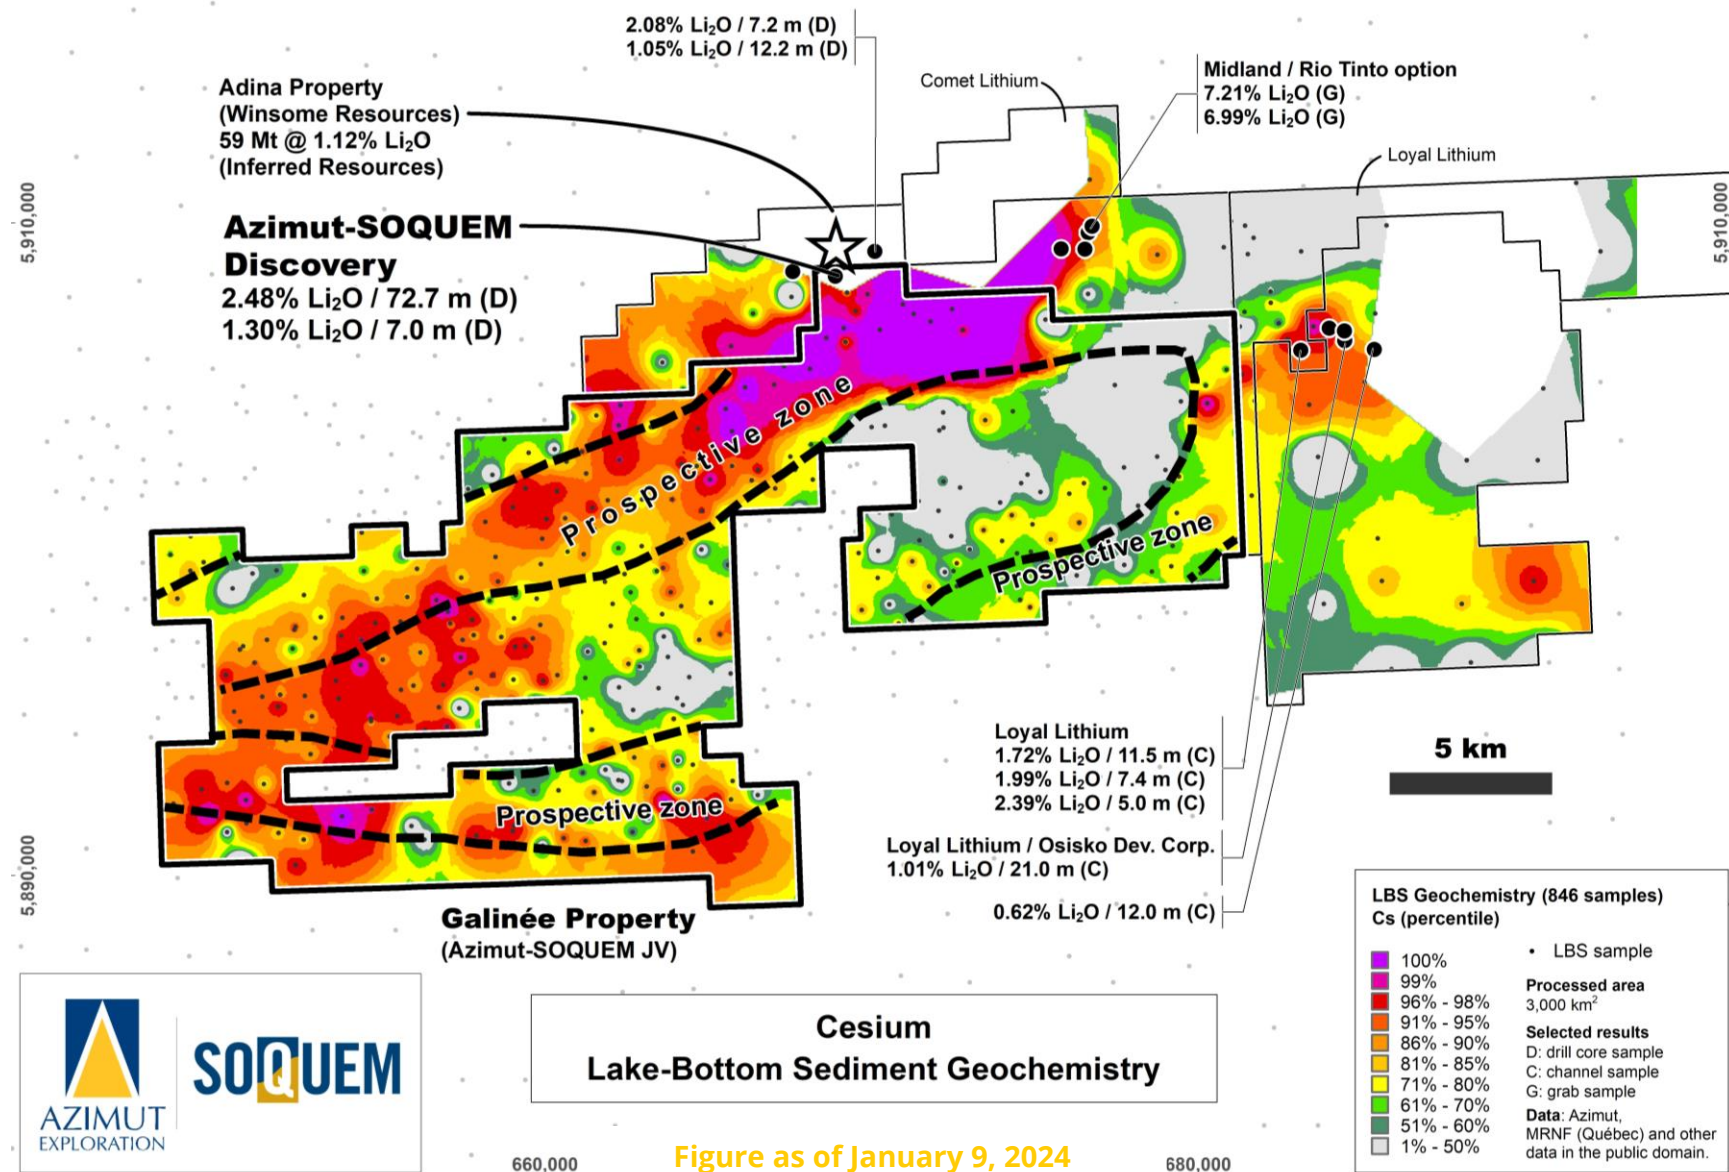 2.08% Li₂O / 7.2 m (D)
1.05% Li₂O / 12.2 m (D)
Adina Property
(Winsome Resources)
59 Mt @ 1.12% Li₂O
(Inferred Resources)
Comet Lithium
Midland / Rio Tinto option
7.21% Li₂O (G)
6.99% Li₂O (G)
Loyal Lithium
5,910,000
5,910,000
Azimut-SOQUEM
Discovery
2.48% Li₂O / 72.7 m (D)
1.30% Li₂O / 7.0 m (D)
Prospective zone
Prospective zone
Prospective zone
Loyal Lithium
1.72% Li₂O / 11.5 m (C)
1.99% Li₂O / 7.4 m (C)
2.39% Li₂O / 5.0 m (C)
Loyal Lithium / Osisko Dev. Corp.
1.01% Li₂O / 21.0 m (C)
0.62% Li₂O / 12.0 m (C)
5 km
5,890,000
Galinée Property
(Azimut-SOQUEM JV)
AZIMUT
EXPLORATION
SOQUEM
Cesium
Lake-Bottom Sediment Geochemistry
LBS Geochemistry (846 samples)
Cs (percentile)
100%
99%
96% - 98%
91% - 95%
86% - 90%
81% - 85%
71% - 80%
61% - 70%
51% - 60%
1% - 50%
LBS sample
Processed area
3,000 km²
Selected results
D: drill core sample
C: channel sample
G: grab sample
Data: Azimut,
MRNF (Québec) and other
data in the public domain.
660,000
Figure as of January 9, 2024
680,000